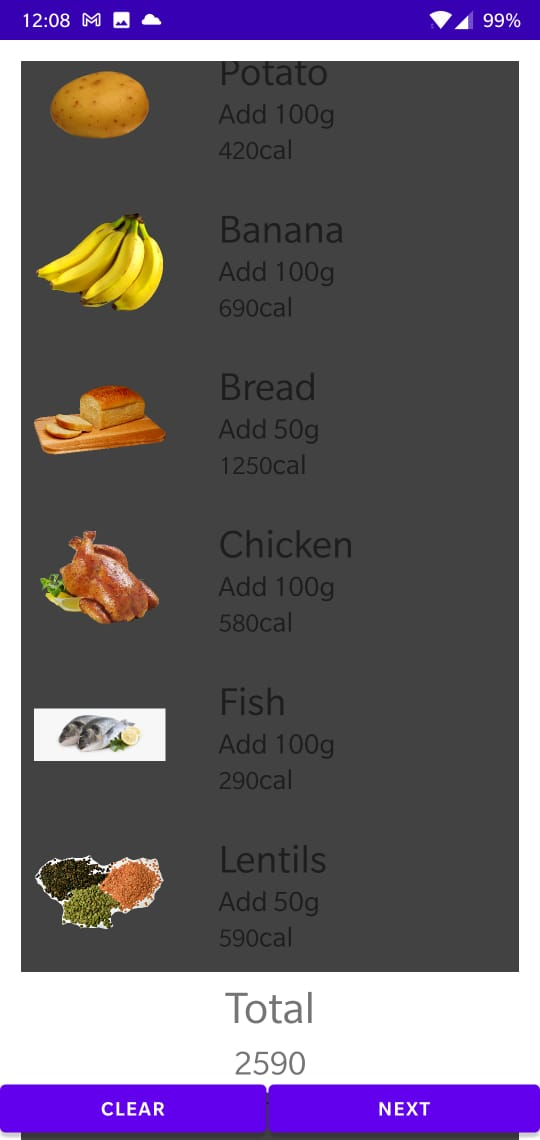 12:08
99%
Potato
Add 100g
420cal
Banana
Add 100g
690cal
Bread
Add 50g
1250cal
Chicken
Add 100g
580cal
Fish
Add 100g
290cal
Lentils
Add 50g
590cal
Total
2590
CLEAR
NEXT